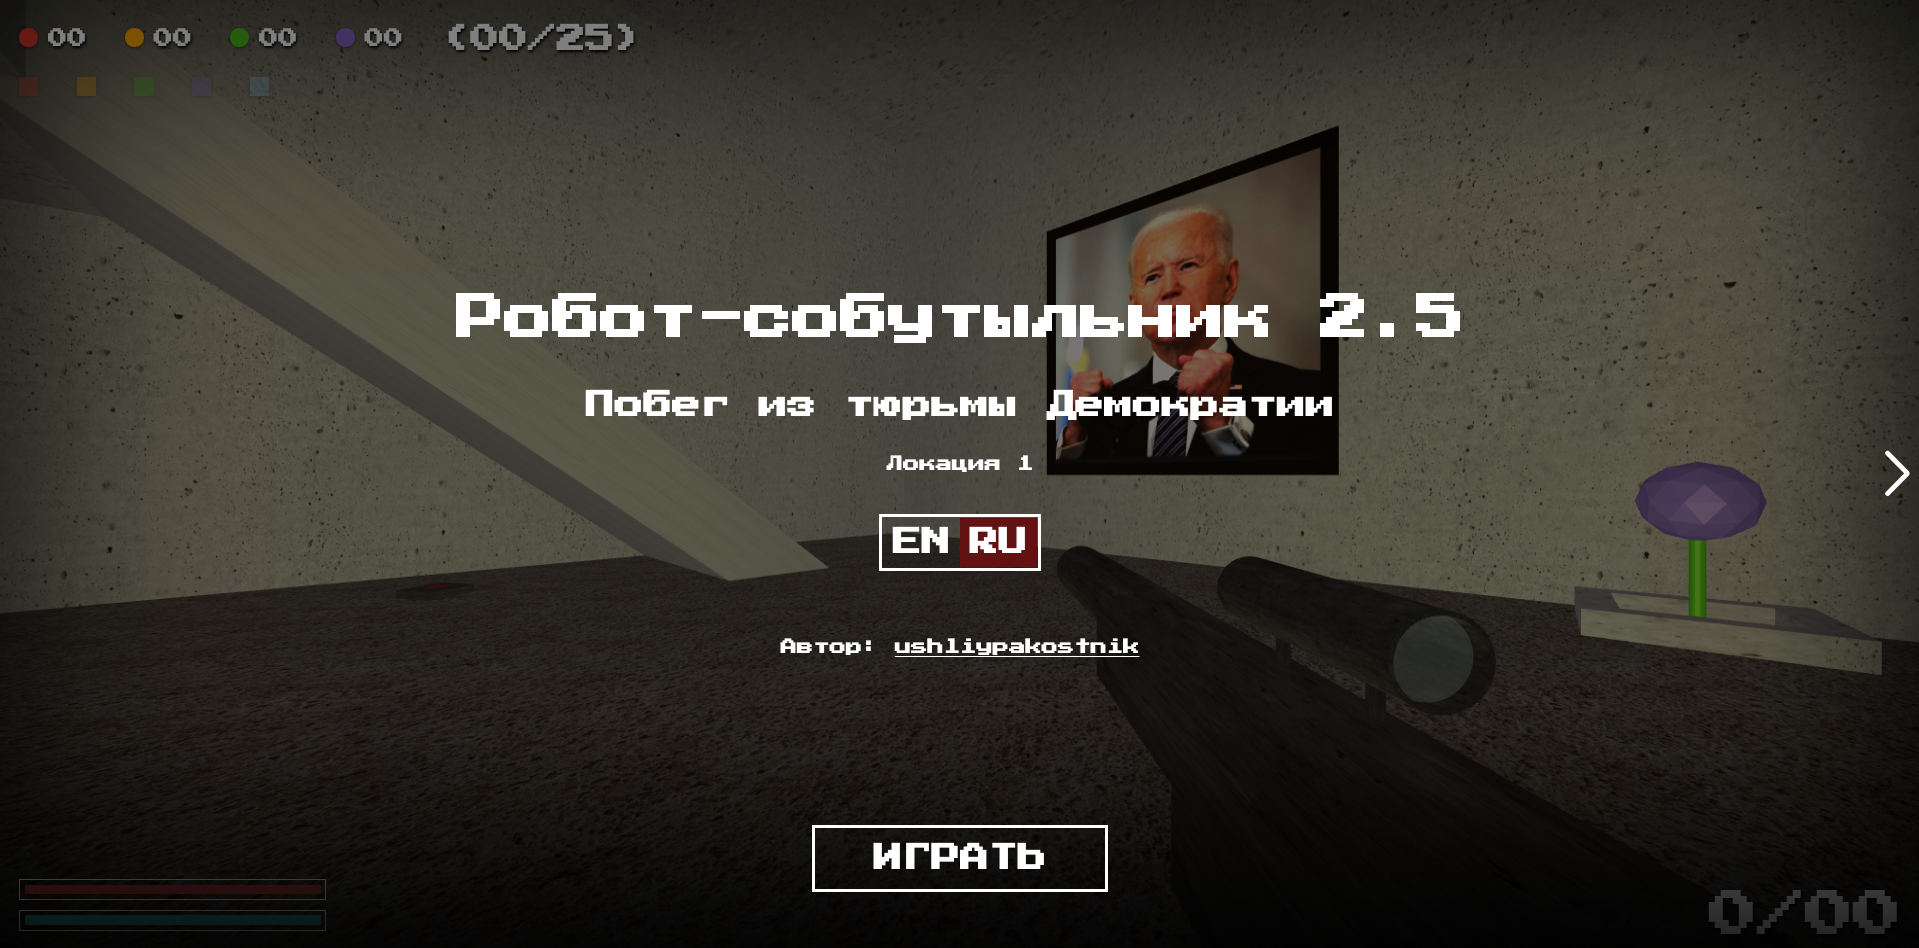 00 00 00 00 (00/25)
Робот-собутыльник 2.5
Побег из тюрьмы Демократии
Локация 1
EN RU
Автор: ushliypakostnik
ИГРАТЬ
0/00